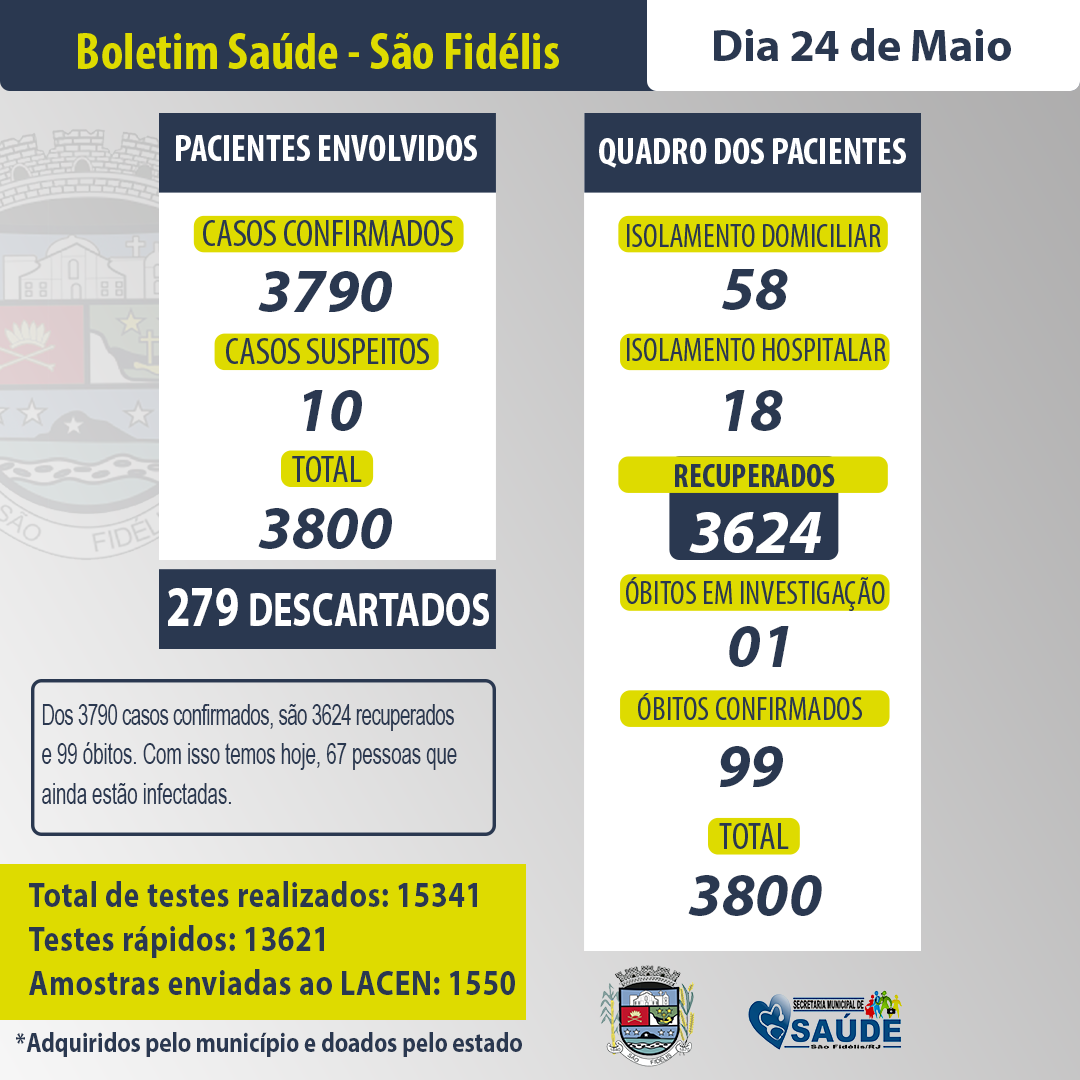 Boletim Saúde - São Fidélis
Dia 24 de Maio
PACIENTES ENVOLVIDOS
CASOS CONFIRMADOS
3790
CASOS SUSPEITOS
10
TOTAL
3800
279 DESCARTADOS
Dos 3790 casos confirmados, são 3624 recuperados
e 99 óbitos. Com isso temos hoje, 67 pessoas que
ainda estão infectadas.
Total de testes realizados: 15341
Testes rápidos: 13621
Amostras enviadas ao LACEN: 1550
*Adquiridos pelo município e doados pelo estado
QUADRO DOS PACIENTES
ISOLAMENTO DOMICILIAR
58
ISOLAMENTO HOSPITALAR
18
RECUPERADOS
3624
ÓBITOS EM INVESTIGAÇÃO
01
ÓBITOS CONFIRMADOS
99
TOTAL
3800
SÃO FIDÉLIS
SECRETARIA MUNICIPAL DE
SAÚDE
São Fidélis/RJ
SÃO FIDÉLIS